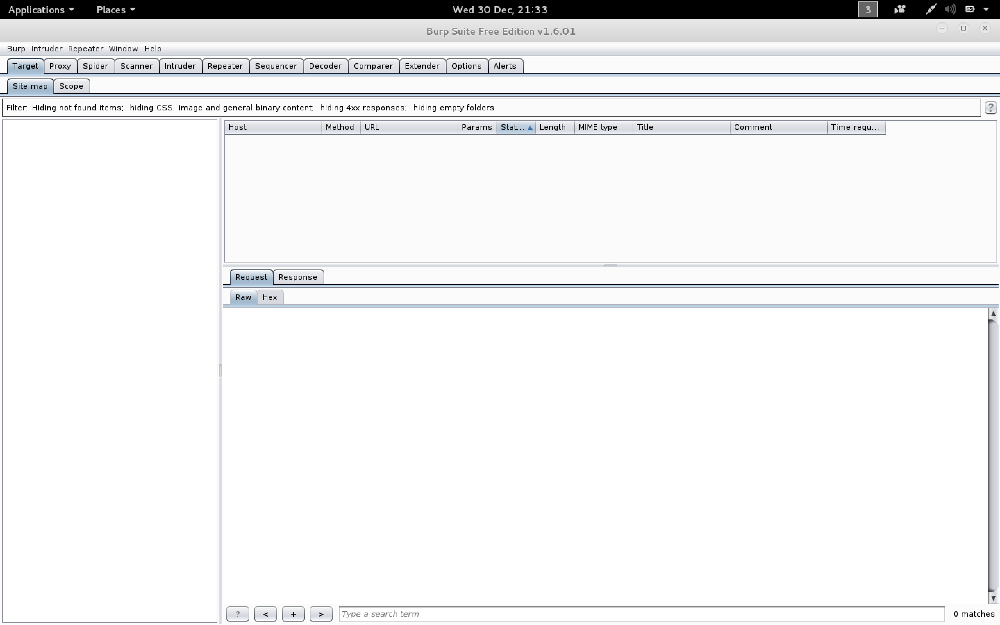 Applications Places Wed 30 Dec, 21:33 3
Burp Suite Free Edition v1.6.01
Burp Intruder Repeater Window Help
Target Proxy Spider Scanner Intruder Repeater Sequencer Decoder Comparer Extender Options Alerts
Site map Scope
Filter: Hiding not found items; hiding CSS, image and general binary content; hiding 4xx responses; hiding empty folders ?
Host Method URL Params Stat... Length MIME type Title Comment Time requ...
Request Response
Raw Hex
? < + > Type a search term 0 matches